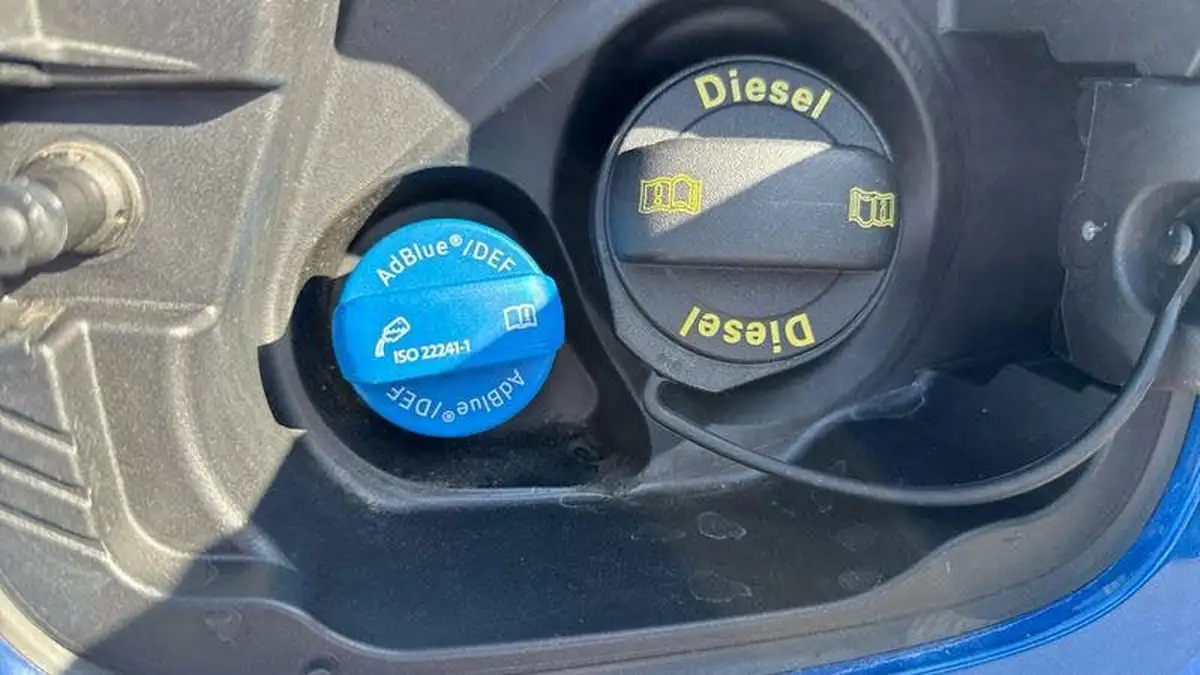 Diesel
Diesel
AdBlue®/DEF
ISO 22241-1
AdBlue®/DEF